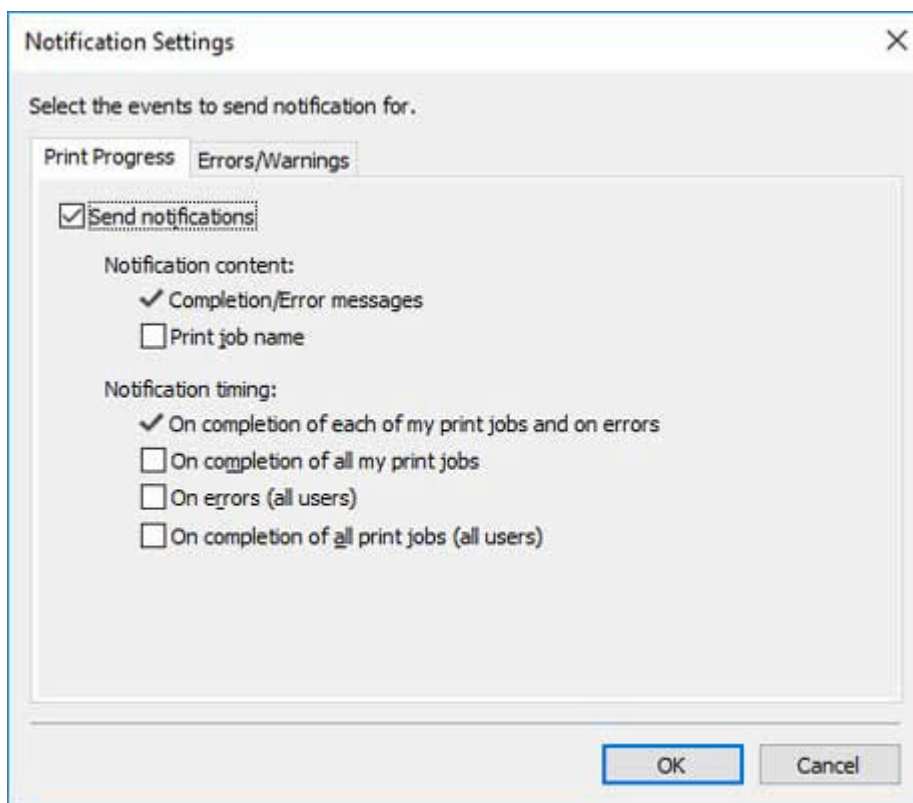 Notification Settings
Select the events to send notification for.
Print Progress Errors/Warnings
Send notifications
Notification content:
Completion/Error messages
Print job name
Notification timing:
On completion of each of my print jobs and on errors
On completion of all my print jobs
On errors (all users)
On completion of all print jobs (all users)
OK Cancel